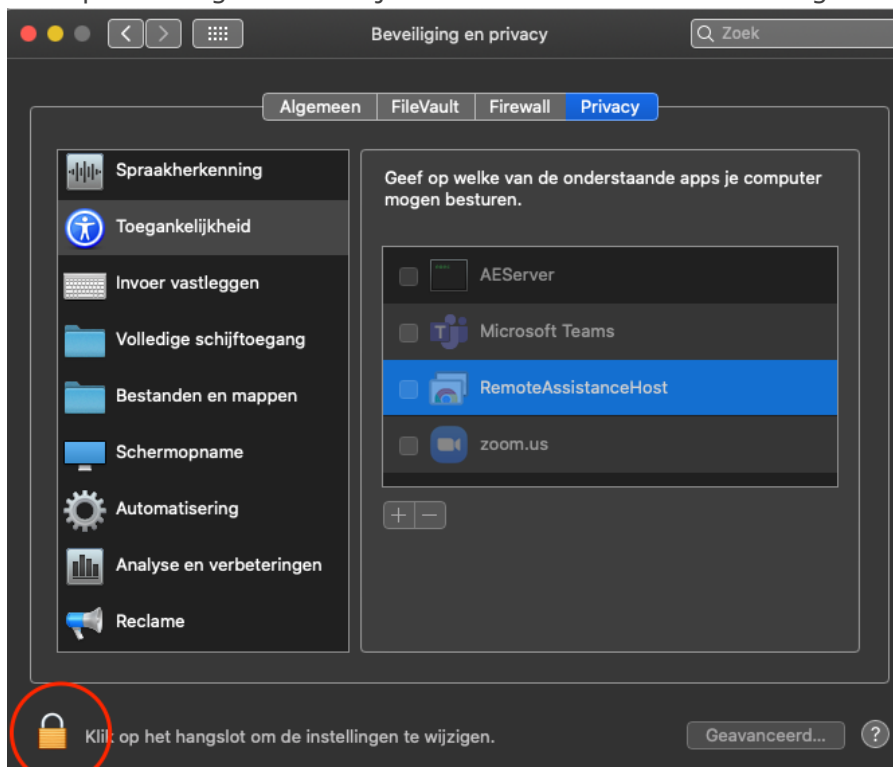 Beveiliging en privacy
Zoek
Algemeen
FileVault
Firewall
Privacy
Spraakherkenning
Toegankelijkheid
Invoer vastleggen
Volledige schijftoegang
Bestanden en mappen
Schermopname
Automatisering
Analyse en verbeteringen
Reclame
Geef op welke van de onderstaande apps je computer
mogen besturen.
AEServer
Microsoft Teams
RemoteAssistanceHost
zoom.us
Klik op het hangslot om de instellingen te wijzigen.
Geavanceerd...
?